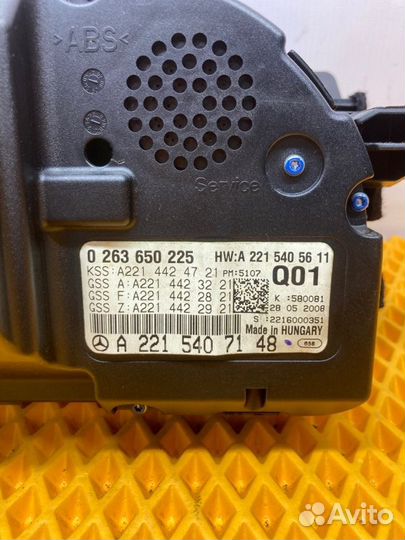 >ABS<
Service
0 263 650 225 HW:A 221 540 56 11
KSS:A221 442 47 21 PM:5107 Q01
GSS A:A221 442 32 21
GSS F:A221 442 28 21 K :580081
GSS Z:A221 442 29 21 28 05 2008
S :2216000351
Made in HUNGARY
A 221 540 71 48 658
Avito